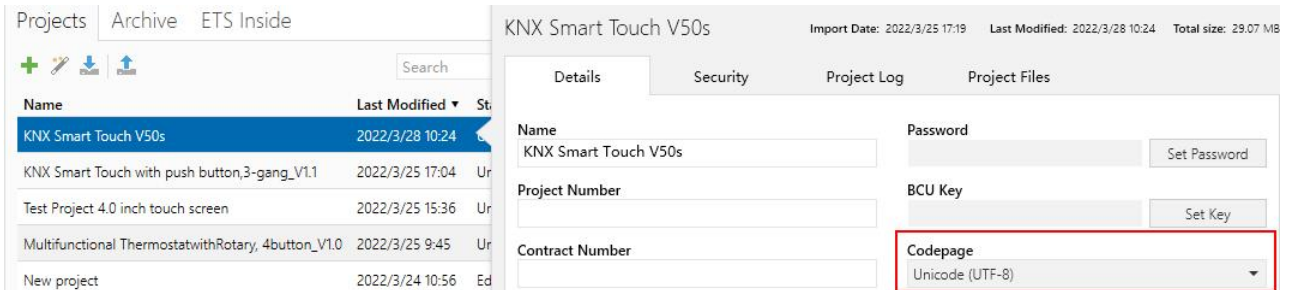 Projects Archive ETS Inside
Search
Name Last Modified
KNX Smart Touch V50s 2022/3/28 10:24
KNX Smart Touch with push button,3-gang_V1.1 2022/3/25 17:04 Ur
Test Project 4.0 inch touch screen 2022/3/25 15:36 Ur
Multifunctional ThermostatwithRotary, 4button_V1.0 2022/3/25 9:45 Ur
New project 2022/3/24 10:56 Ed
KNX Smart Touch V50s Import Date: 2022/3/25 17:19 Last Modified: 2022/3/28 10:24 Total size: 29.07 MB
Details Security Project Log Project Files
Name
KNX Smart Touch V50s
Project Number
Contract Number
Password
Set Password
BCU Key
Set Key
Codepage
Unicode (UTF-8)